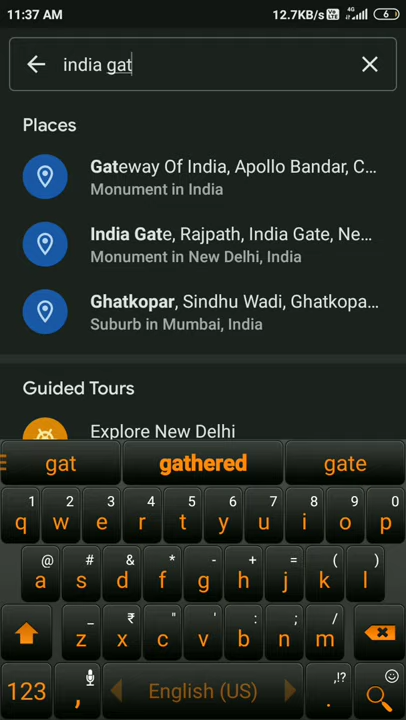 11:37 AM 12.7KB/s VoLTE 4G 6
india gat
Places
Gateway Of India, Apollo Bandar, C...
Monument in India
India Gate, Rajpath, India Gate, Ne...
Monument in New Delhi, India
Ghatkopar, Sindhu Wadi, Ghatkopa...
Suburb in Mumbai, India
Guided Tours
Explore New Delhi
gat gathered gate
1 2 3 4 5 6 7 8 9 0
q w e r t y u i o p
@ # & * - + = ( )
a s d f g h j k l
_ ₹ " ' : ; /
z x c v b n m
,!?
123 , English (US) .